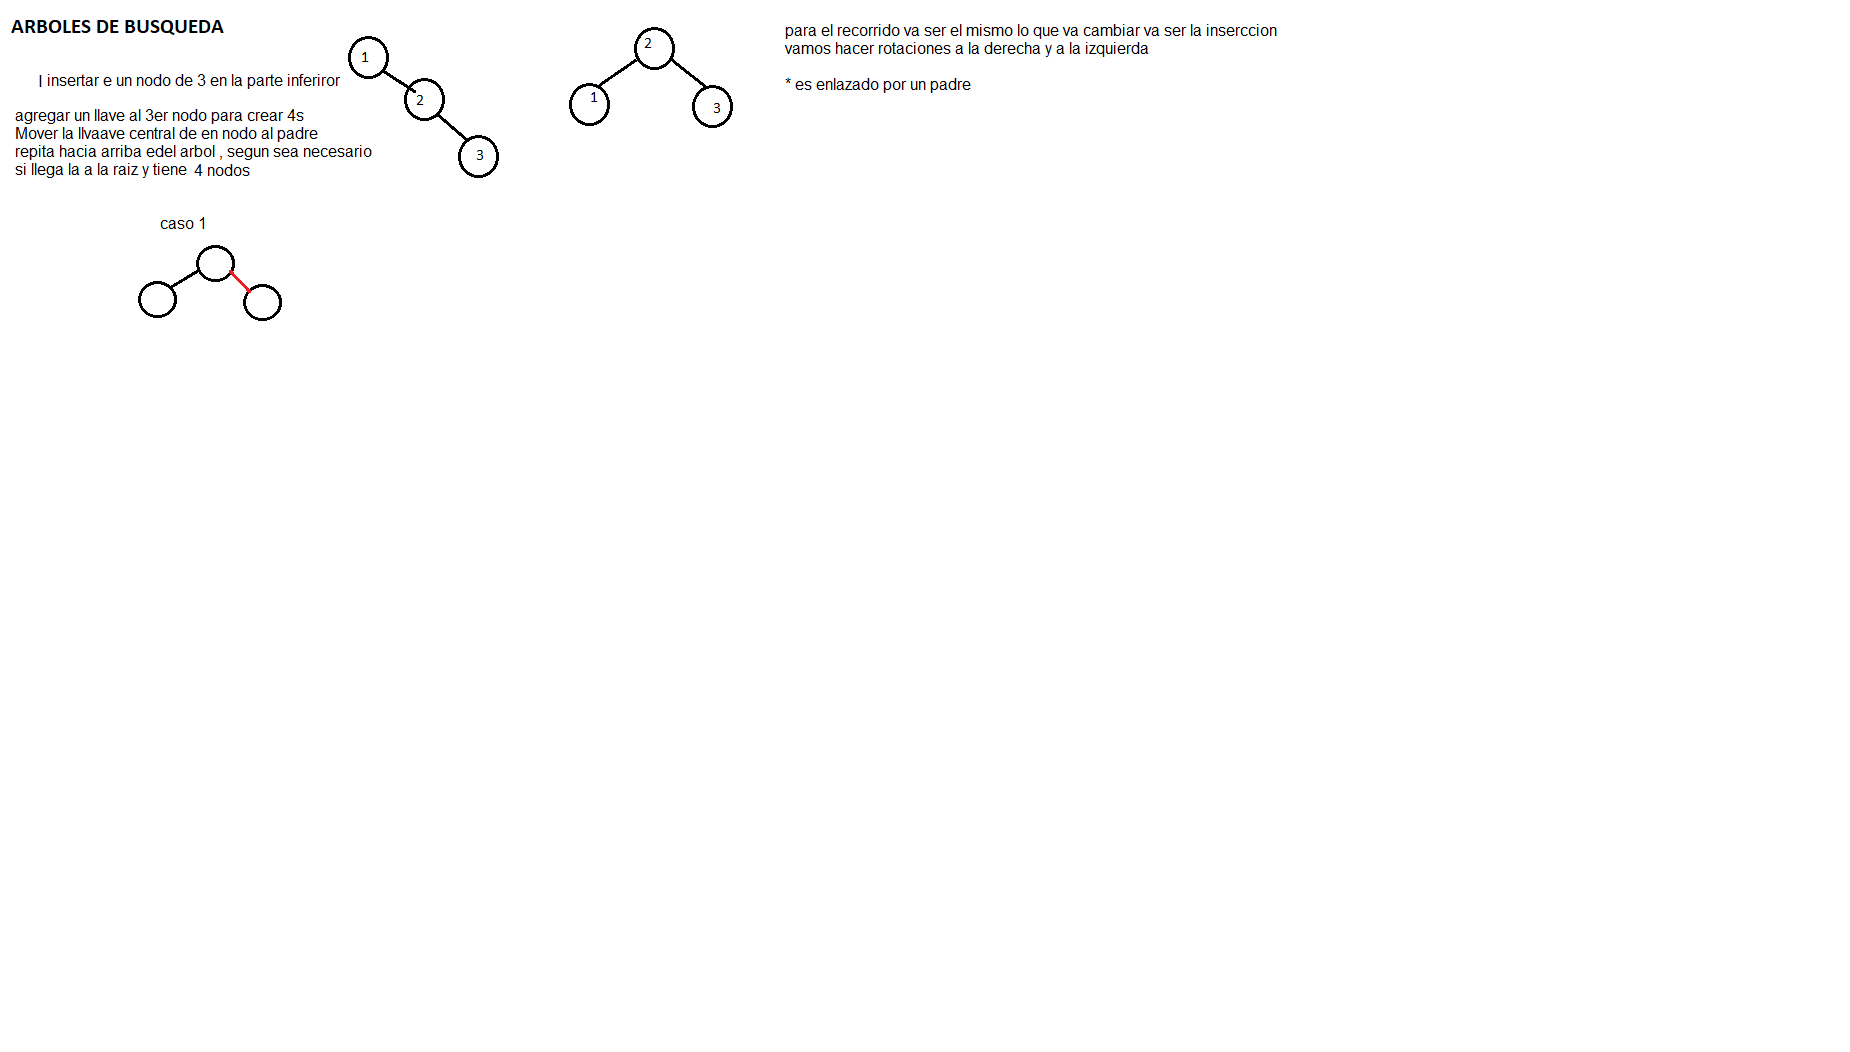 ARBOLES DE BUSQUEDA
| insertar e un nodo de 3 en la parte inferiror
agregar un llave al 3er nodo para crear 4s
Mover la llvaave central de en nodo al padre
repita hacia arriba edel arbol , segun sea necesario
si llega la a la raiz y tiene 4 nodos
1
2
3
2
1
3
para el recorrido va ser el mismo lo que va cambiar va ser la inserccion
vamos hacer rotaciones a la derecha y a la izquierda
* es enlazado por un padre
caso 1